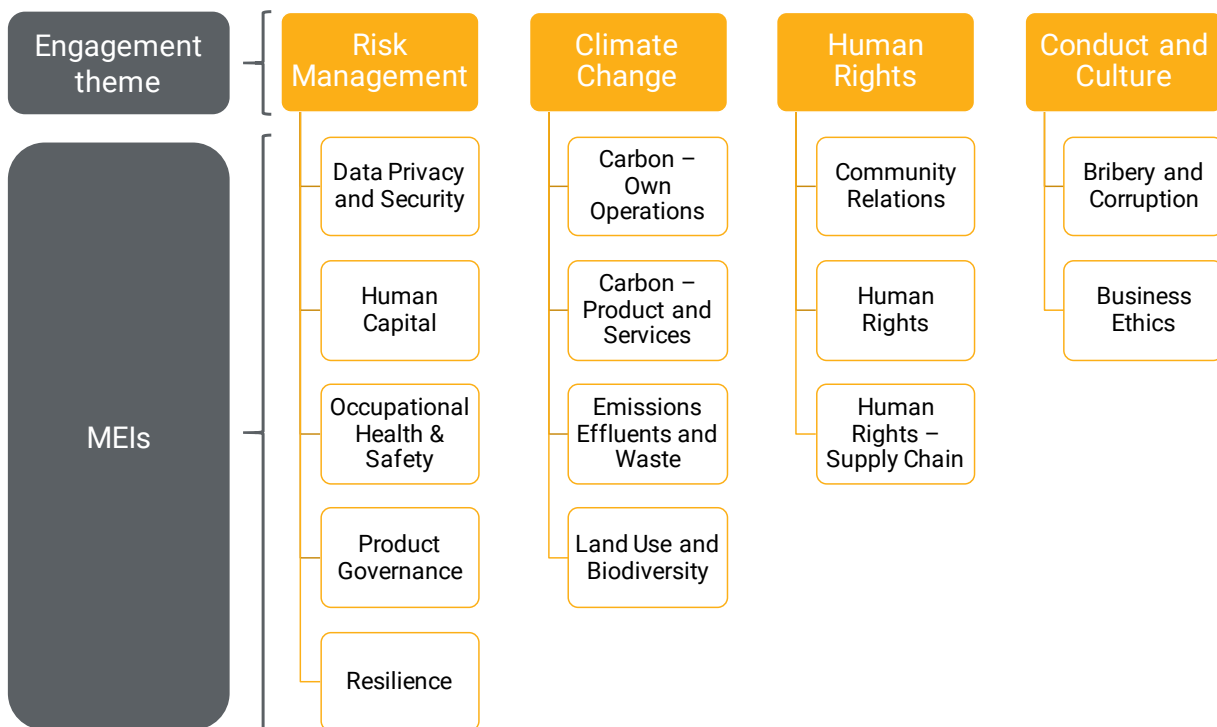 Engagement
theme
Risk
Management
Climate
Change
Human
Rights
Conduct and
Culture
MEIs
Data Privacy
and Security
Human
Capital
Occupational
Health &
Safety
Product
Governance
Resilience
Carbon –
Own
Operations
Carbon –
Product and
Services
Emissions
Effluents and
Waste
Land Use and
Biodiversity
Community
Relations
Human
Rights
Human
Rights –
Supply Chain
Bribery and
Corruption
Business
Ethics